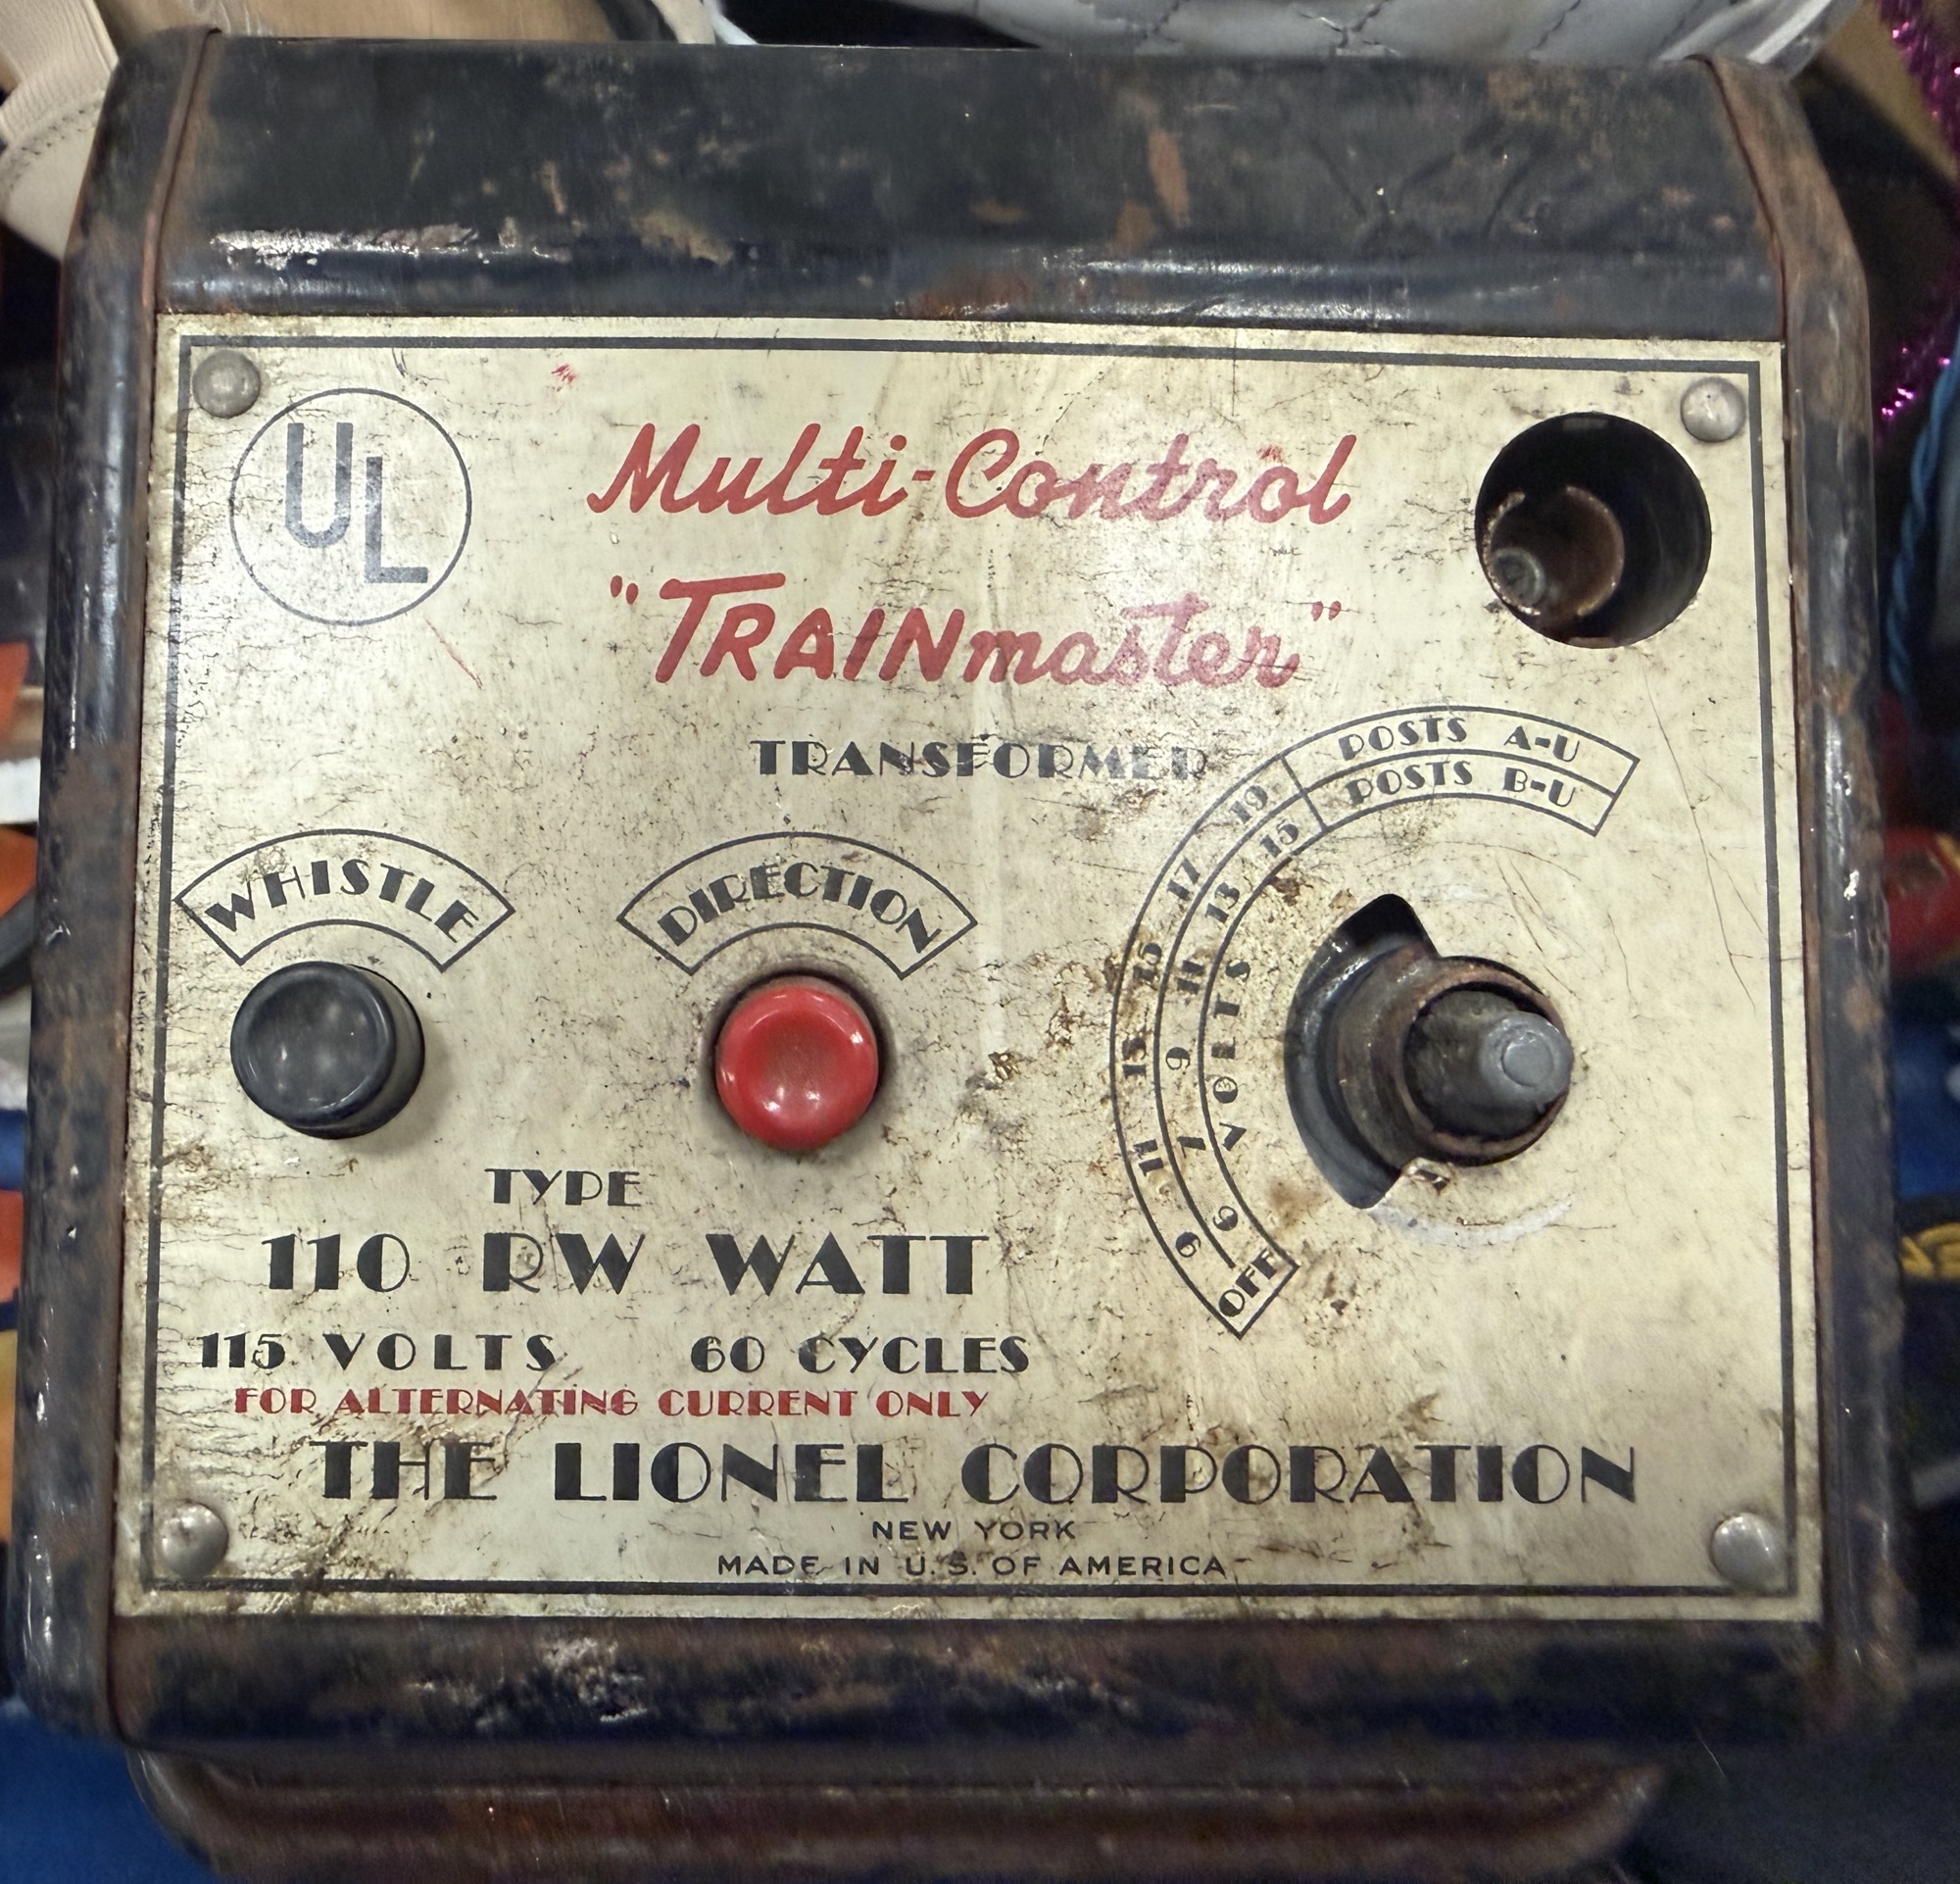 UL
Multi-Control
"TRAINmaster"
TRANSFORMER
POSTS A-U
POSTS B-U
19 17 15 13 11 9
15 13 11 9 7 6
VOLTS
OFF
WHISTLE
DIRECTION
TYPE
110 RW WATT
115 VOLTS 60 CYCLES
FOR ALTERNATING CURRENT ONLY
THE LIONEL CORPORATION
NEW YORK
MADE IN U.S. OF AMERICA